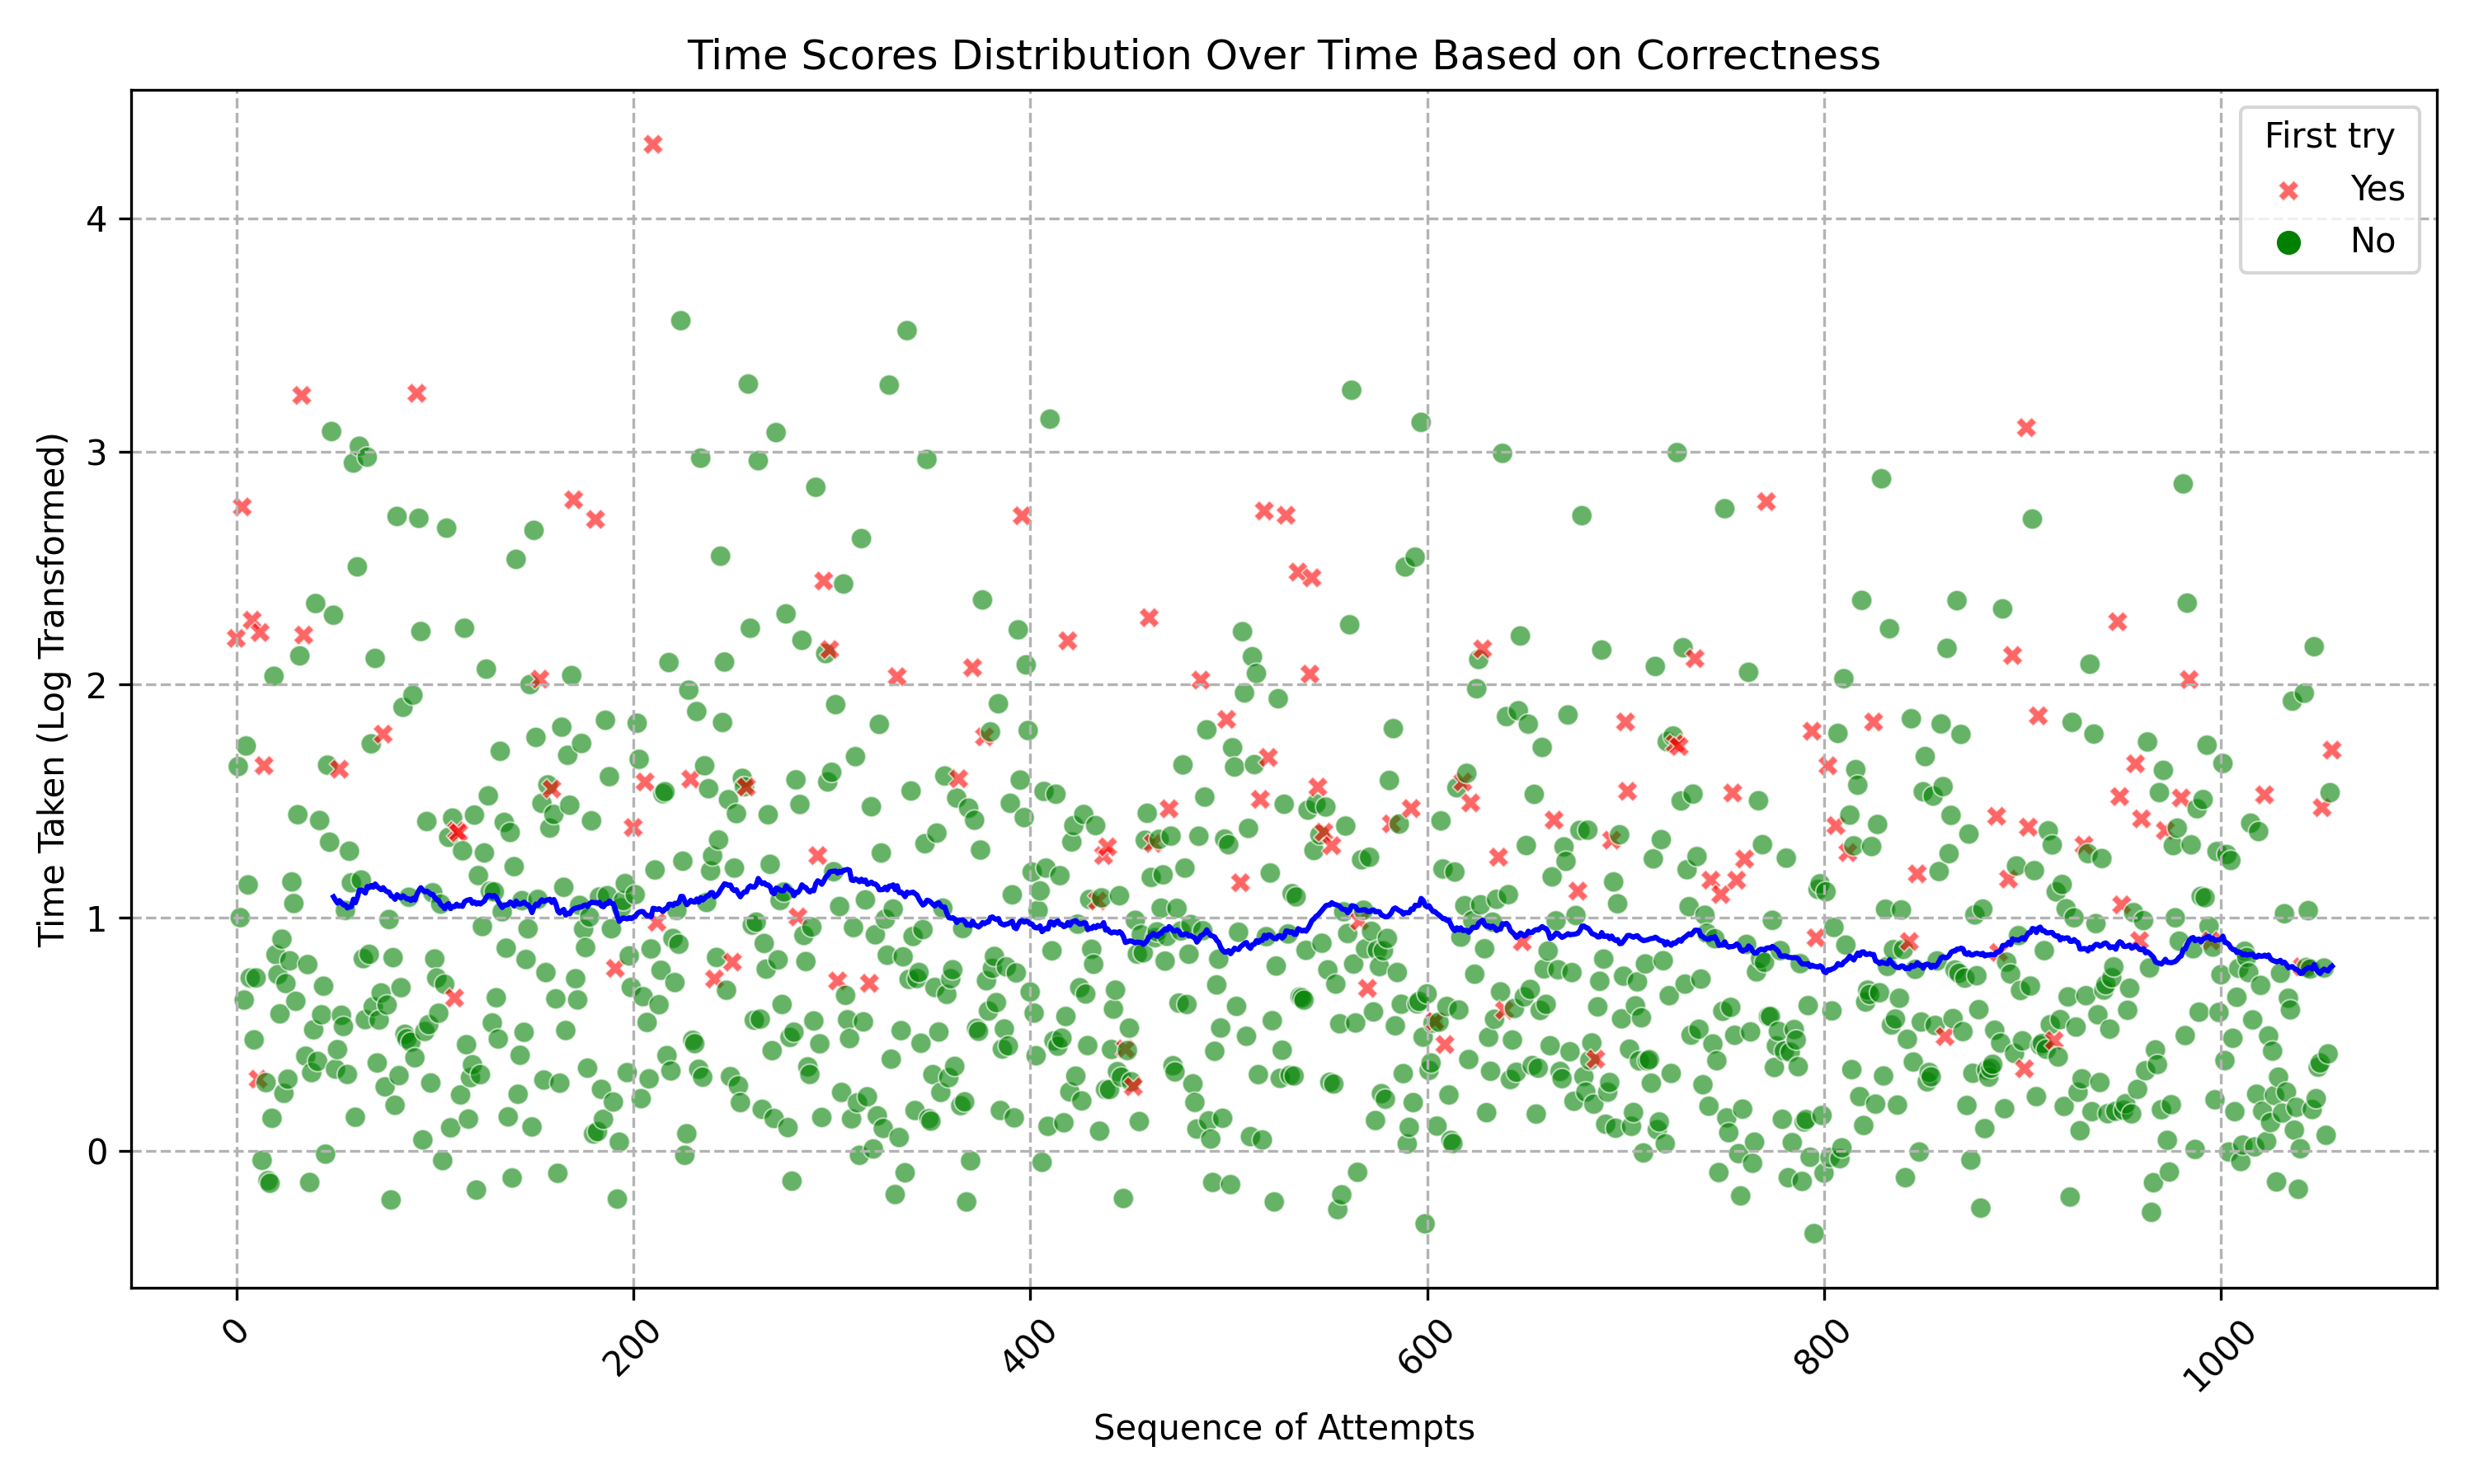 Time Scores Distribution Over Time Based on Correctness
First try
Yes
No
Time Taken (Log Transformed)
4
3
2
1
0
0
200
400
600
800
1000
Sequence of Attempts